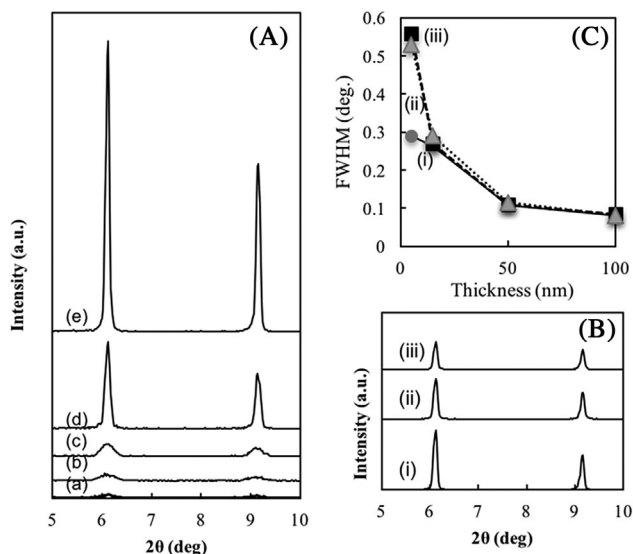 (A)
Intensity (a.u.)
(e)
(d)
(c)
(b)
(a)
5 6 7 8 9 10
2θ (deg)
(C)
FWHM (deg.)
0.6
0.5
0.4
0.3
0.2
0.1
0
(iii)
(ii)
(i)
0 50 100
Thickness (nm)
(B)
Intensity (a.u.)
(iii)
(ii)
(i)
5 6 7 8 9 10
2θ (deg)